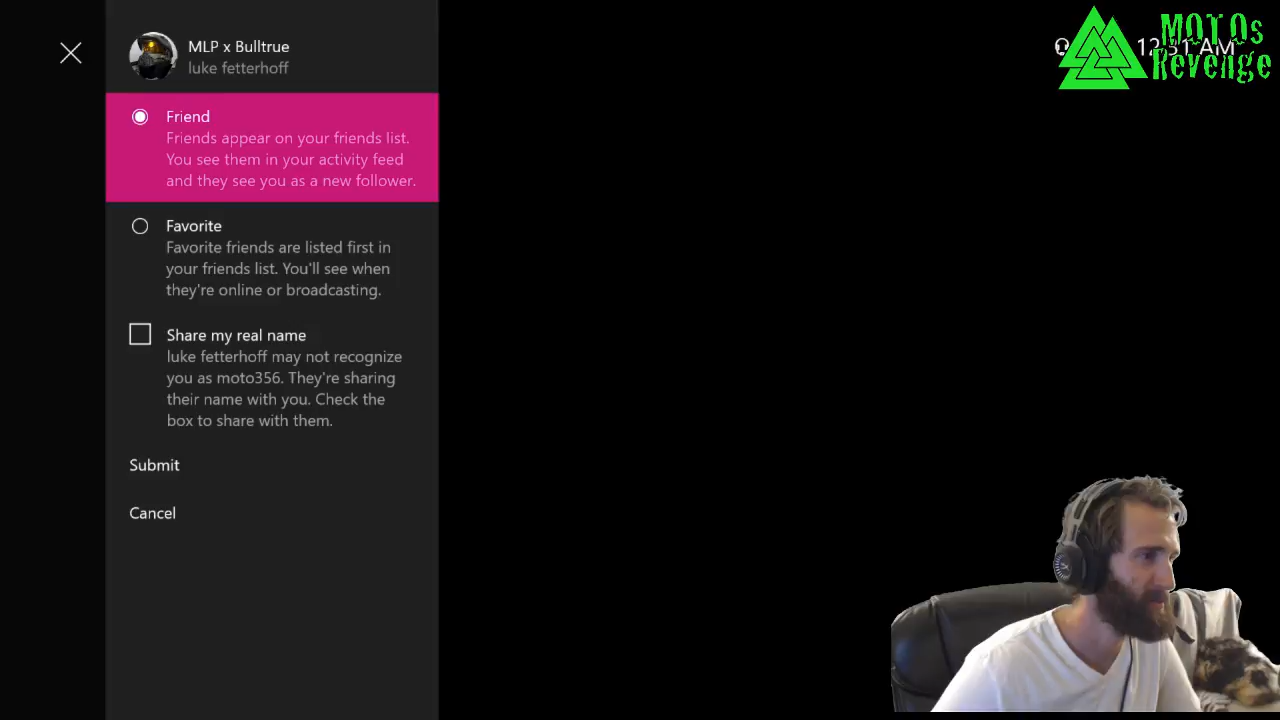 MLP x Bulltrue
luke fetterhoff
Friend
Friends appear on your friends list.
You see them in your activity feed
and they see you as a new follower.
Favorite
Favorite friends are listed first in
your friends list. You'll see when
they're online or broadcasting.
Share my real name
luke fetterhoff may not recognize
you as moto356. They're sharing
their name with you. Check the
box to share with them.
Submit
Cancel
12:51 AM
MOTOs
Revenge